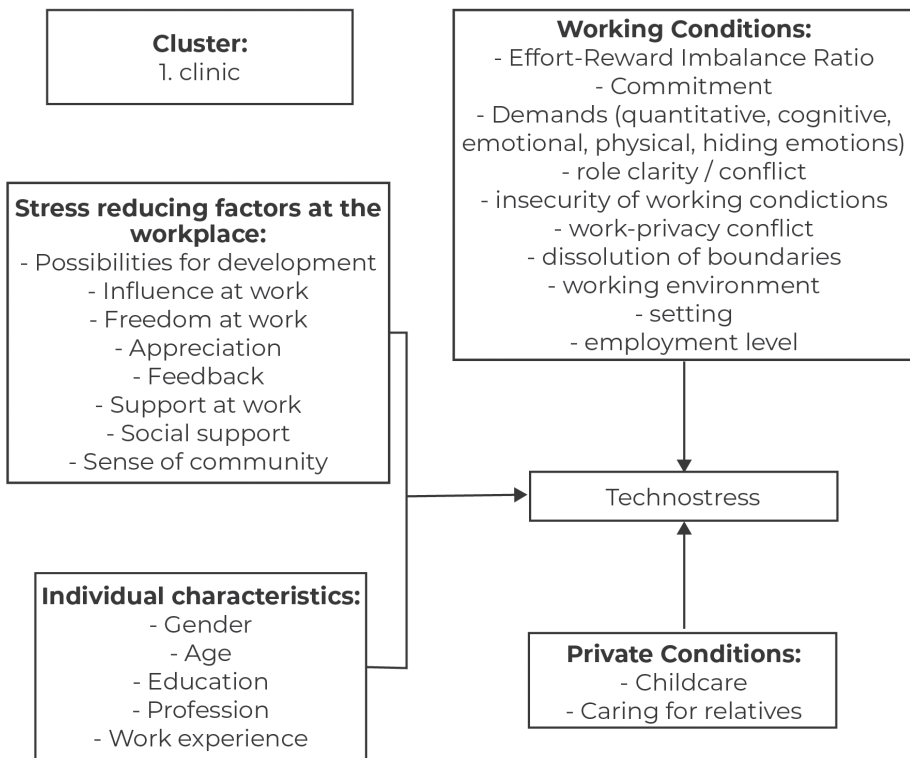 Cluster:
1. clinic
Working Conditions:
- Effort-Reward Imbalance Ratio
- Commitment
- Demands (quantitative, cognitive,
emotional, physical, hiding emotions)
- role clarity / conflict
- insecurity of working condictions
- work-privacy conflict
- dissolution of boundaries
- working environment
- setting
- employment level
Stress reducing factors at the
workplace:
- Possibilities for development
- Influence at work
- Freedom at work
- Appreciation
- Feedback
- Support at work
- Social support
- Sense of community
Technostress
Individual characteristics:
- Gender
- Age
- Education
- Profession
- Work experience
Private Conditions:
- Childcare
- Caring for relatives